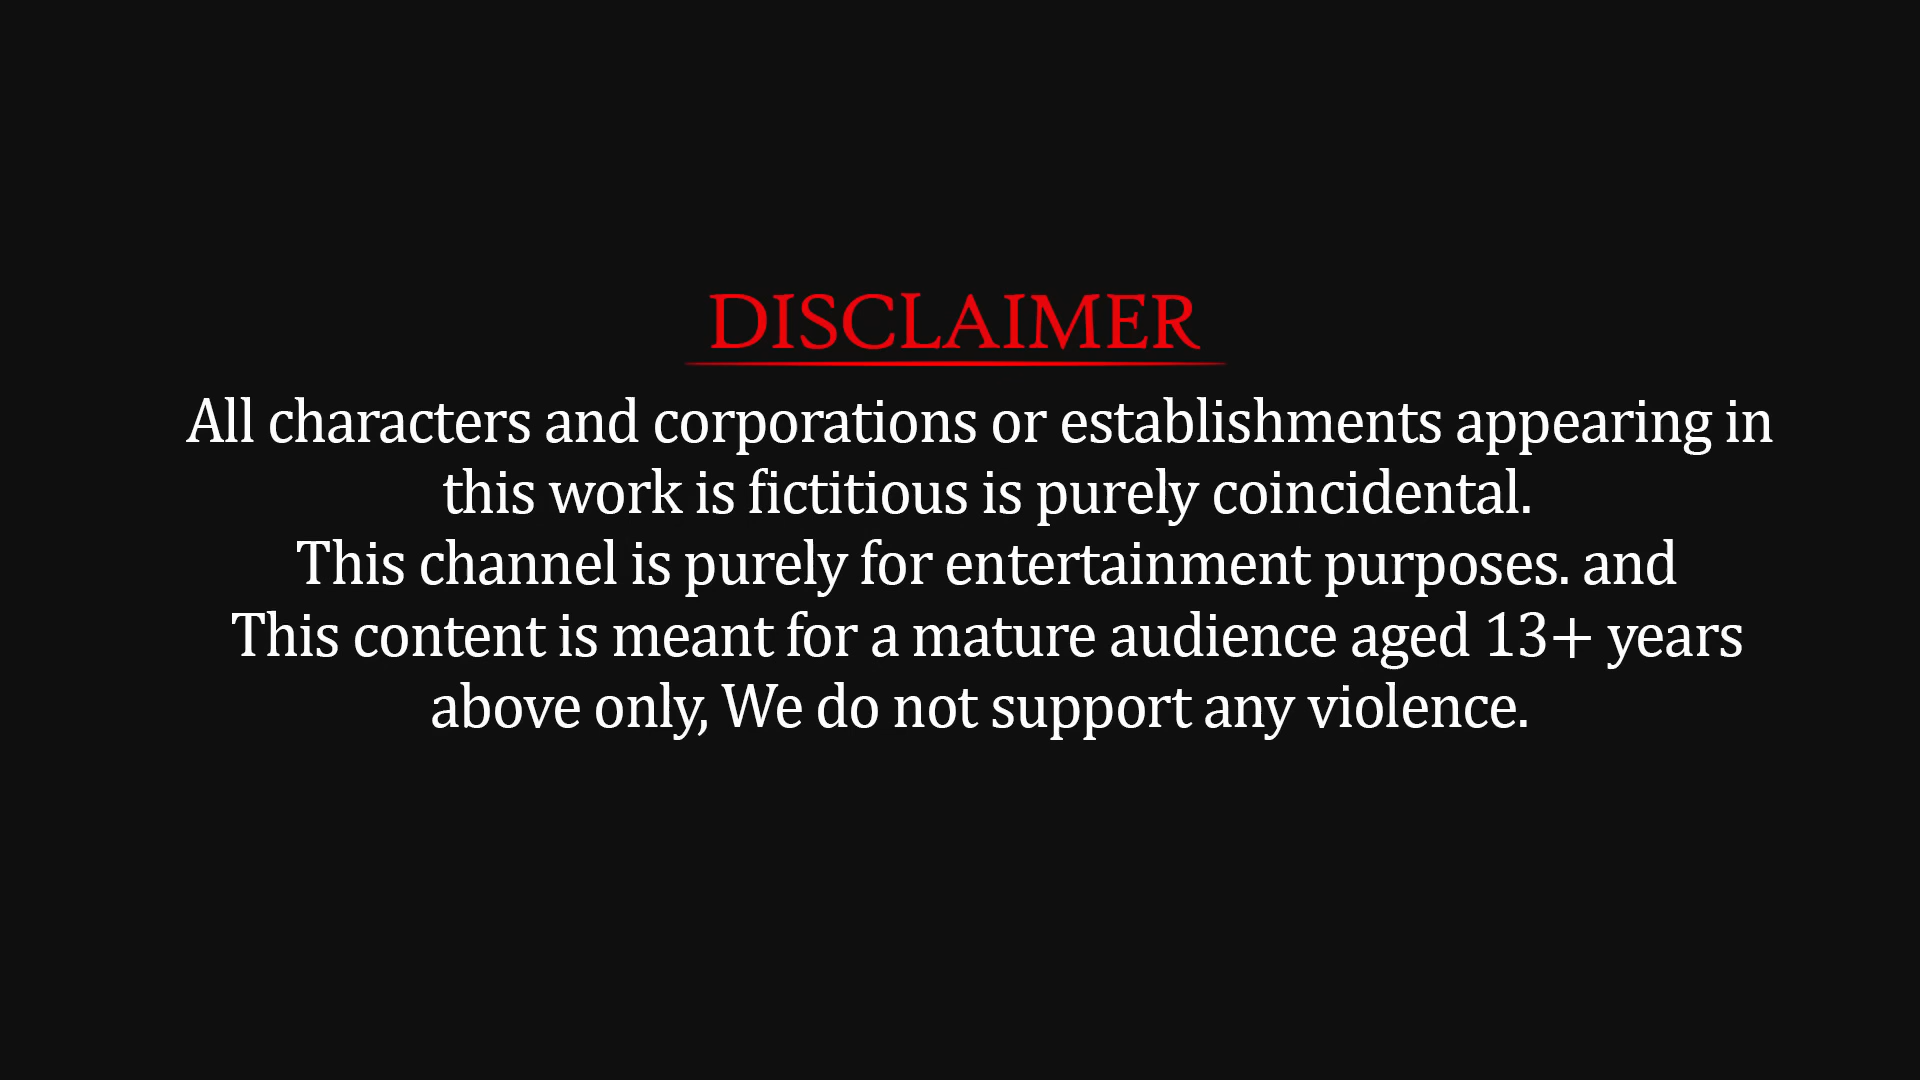 DISCLAIMER
All characters and corporations or establishments appearing in
this work is fictitious is purely coincidental.
This channel is purely for entertainment purposes. and
This content is meant for a mature audience aged 13+ years
above only, We do not support any violence.